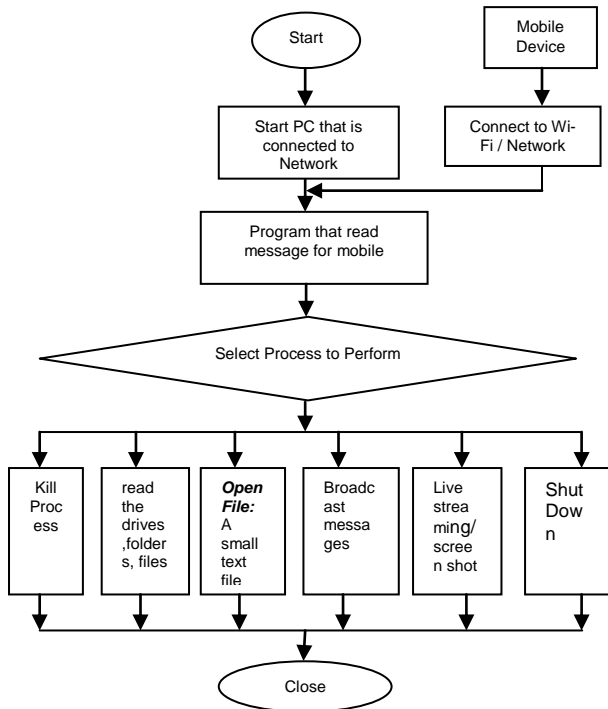 Start
Mobile
Device
Start PC that is
connected to
Network
Connect to Wi-
Fi / Network
Program that read
message for mobile
Select Process to Perform
Kill
Proc
ess
read
the
drives
,folder
s, files
Open
File:
A
small
text
file
Broadc
ast
messa
ges
Live
strea
ming/
scree
n shot
Shut
Dow
n
Close